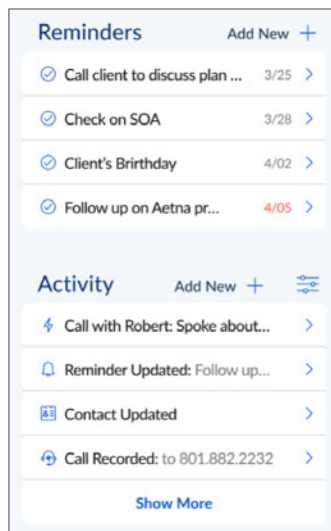 Reminders Add New +
Call client to discuss plan ... 3/25 >
Check on SOA 3/28 >
Client's Brirthday 4/02 >
Follow up on Aetna pr... 4/05 >
Activity Add New +
Call with Robert: Spoke about... >
Reminder Updated: Follow up... >
Contact Updated >
Call Recorded: to 801.882.2232 >
Show More